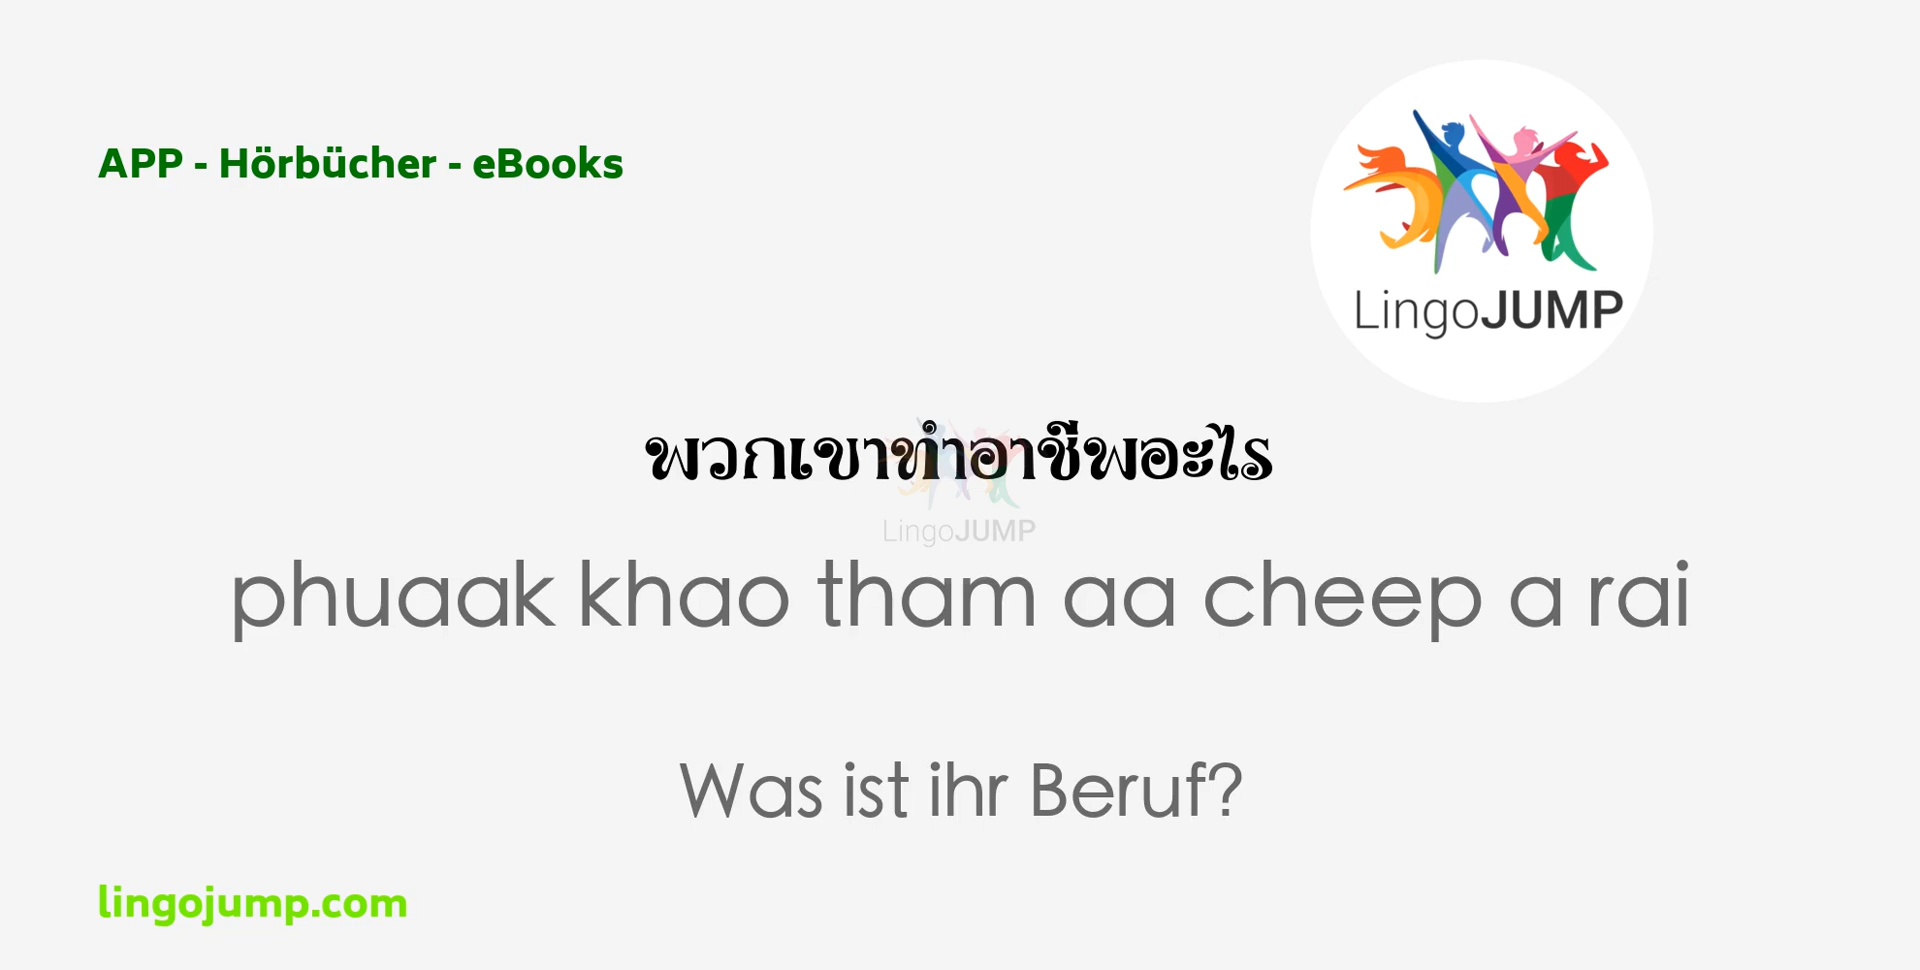 APP - Hörbücher - eBooks
LingoJUMP
พวกเขาทำอาชีพอะไร
LingoJUMP
phuaak khao tham aa cheep a rai
Was ist ihr Beruf?
lingojump.com